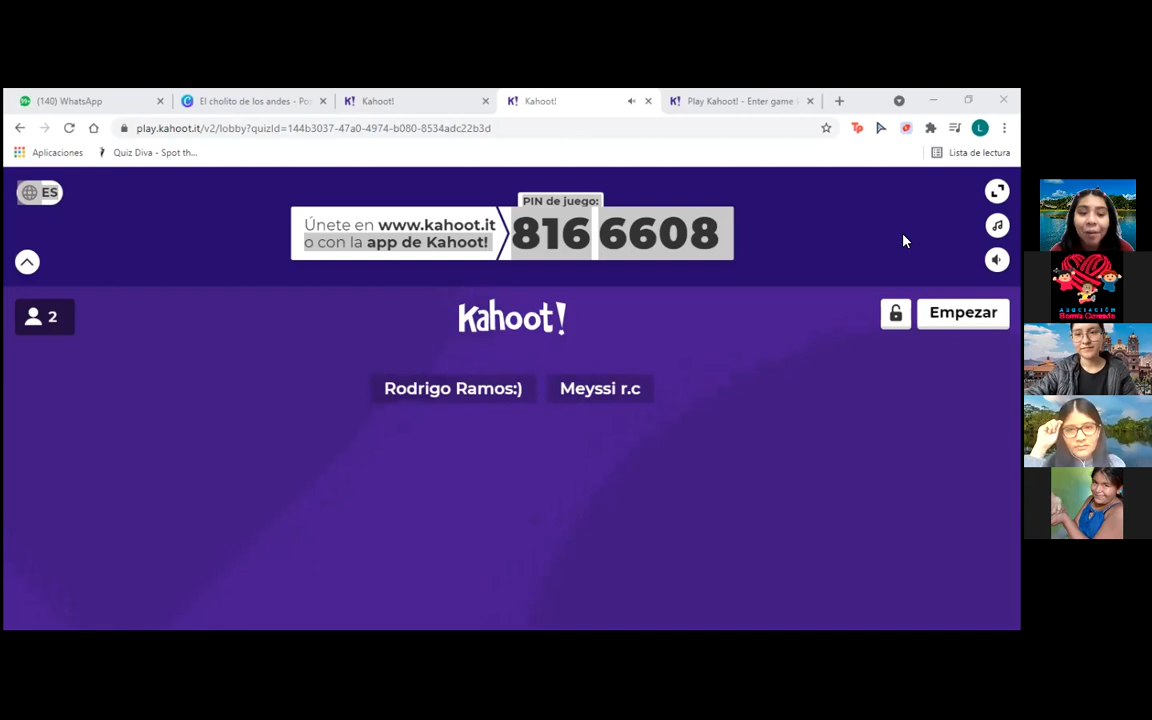 (140) WhatsApp
El cholito de los andes - Po
Kahoot!
Kahoot!
Play Kahoot! - Enter game
play.kahoot.it/v2/lobby?quizId=144b3037-47a0-4974-b080-8534adc22b3d
Aplicaciones
Quiz Diva - Spot th...
Lista de lectura
ES
PIN de juego:
Únete en www.kahoot.it
o con la app de Kahoot!
816 6608
2
Kahoot!
Empezar
Rodrigo Ramos:)
Meyssi r.c
ASOCIACIÓN